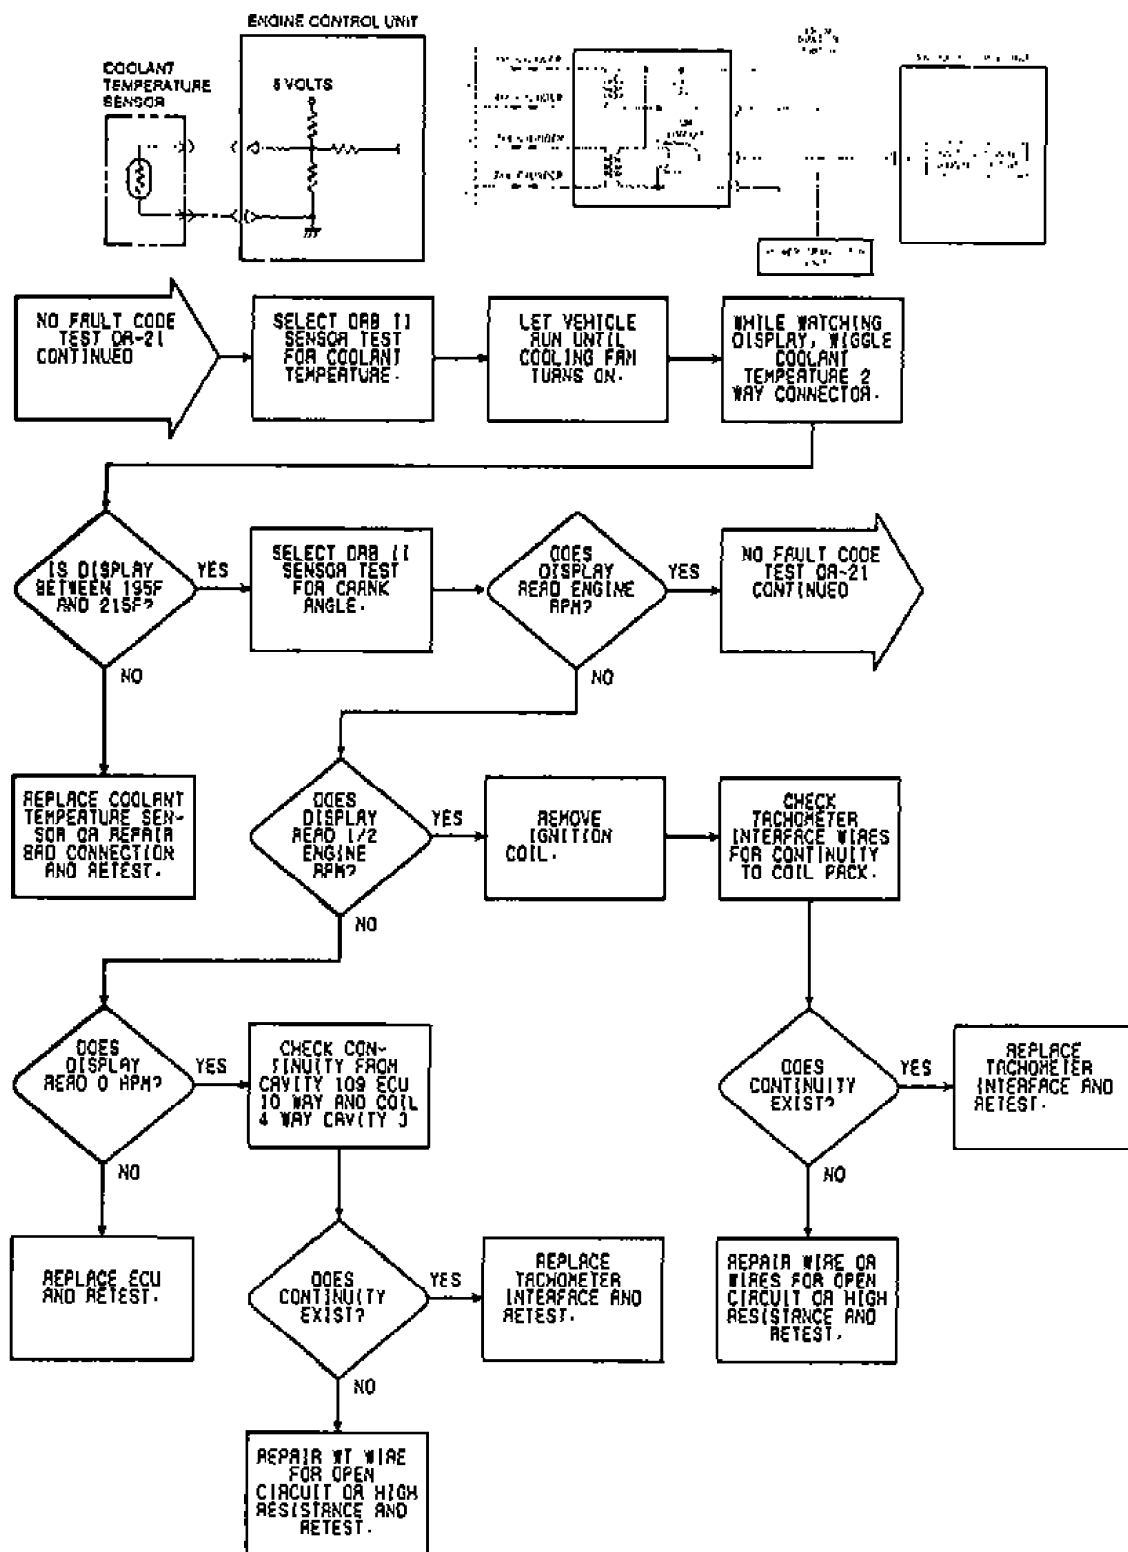 ENGINE CONTROL UNIT
COOLANT
TEMPERATURE
SENSOR
5 VOLTS
NO FAULT CODE
TEST DR-21
CONTINUED
SELECT DRB II
SENSOR TEST
FOR COOLANT
TEMPERATURE.
LET VEHICLE
RUN UNTIL
COOLING FAN
TURNS ON.
WHILE WATCHING
DISPLAY, WIGGLE
COOLANT
TEMPERATURE 2
WAY CONNECTOR.
IS DISPLAY
BETWEEN 195F
AND 215F?
YES
NO
SELECT DRB II
SENSOR TEST
FOR CRANK
ANGLE.
DOES
DISPLAY
READ ENGINE
RPM?
YES
NO
NO FAULT CODE
TEST DR-21
CONTINUED
REPLACE COOLANT
TEMPERATURE SEN-
SOR OR REPAIR
BAD CONNECTION
AND RETEST.
DOES
DISPLAY
READ 1/2
ENGINE
RPM?
YES
NO
REMOVE
IGNITION
COIL.
CHECK
TACHOMETER
INTERFACE WIRES
FOR CONTINUITY
TO COIL PACK.
DOES
DISPLAY
READ 0 RPM?
YES
NO
CHECK CON-
TINUITY FROM
CAVITY 109 ECU
10 WAY AND COIL
4 WAY CAVITY 3
DOES
CONTINUITY
EXIST?
YES
NO
REPLACE
TACHOMETER
INTERFACE AND
RETEST.
REPLACE ECU
AND RETEST.
DOES
CONTINUITY
EXIST?
YES
NO
REPLACE
TACHOMETER
INTERFACE AND
RETEST.
REPAIR WIRE OR
WIRES FOR OPEN
CIRCUIT OR HIGH
RESISTANCE AND
RETEST.
REPAIR WT WIRE
FOR OPEN
CIRCUIT OR HIGH
RESISTANCE AND
RETEST.